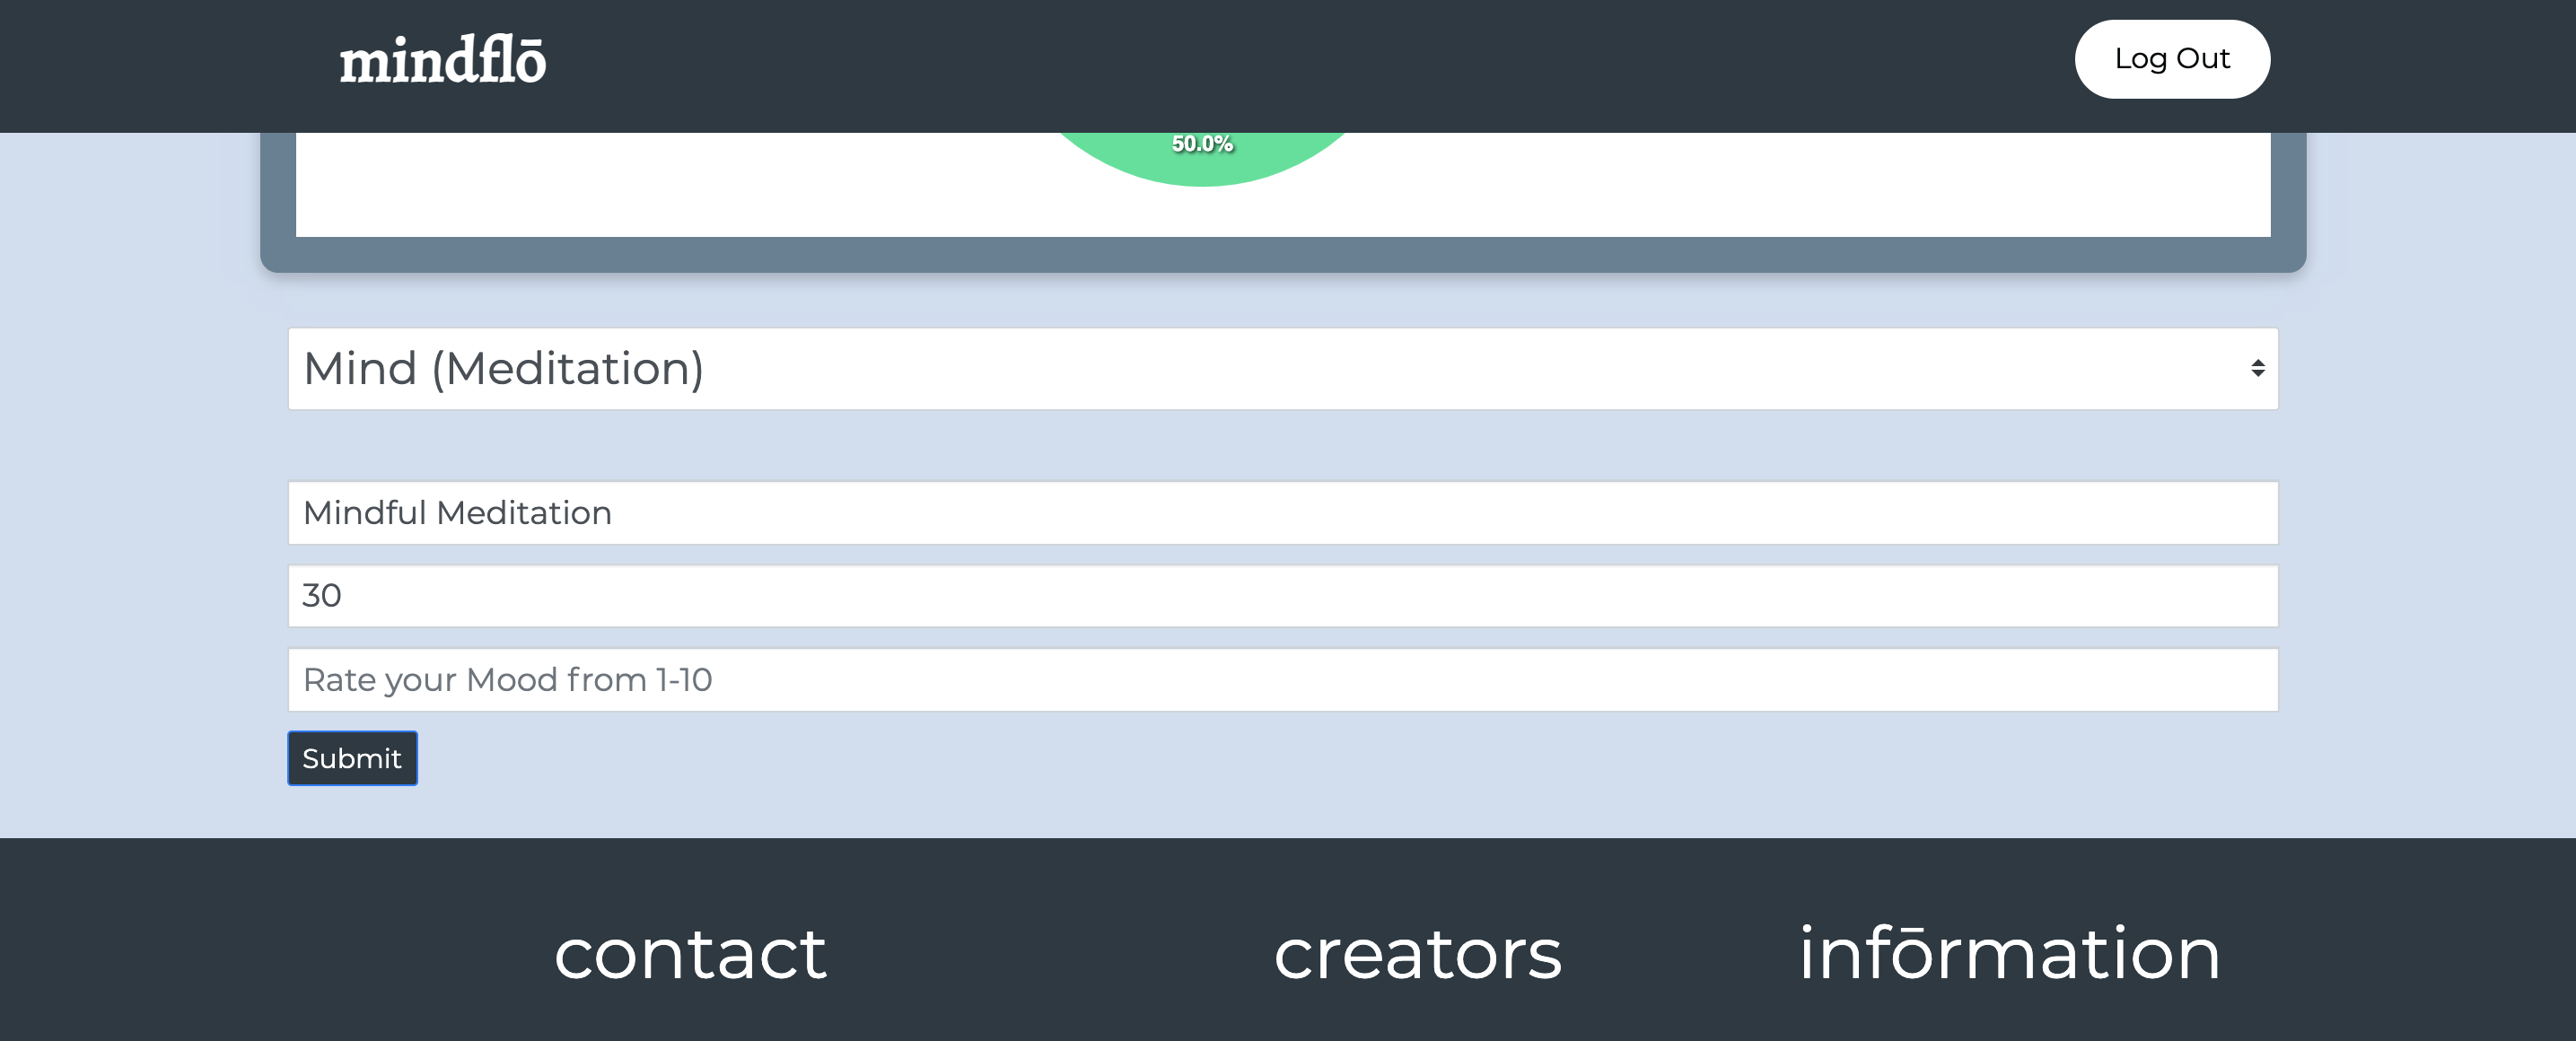 mindflō
Log Out
50.0%
Mind (Meditation)
Mindful Meditation
30
Rate your Mood from 1-10
Submit
contact
creators
infōrmation